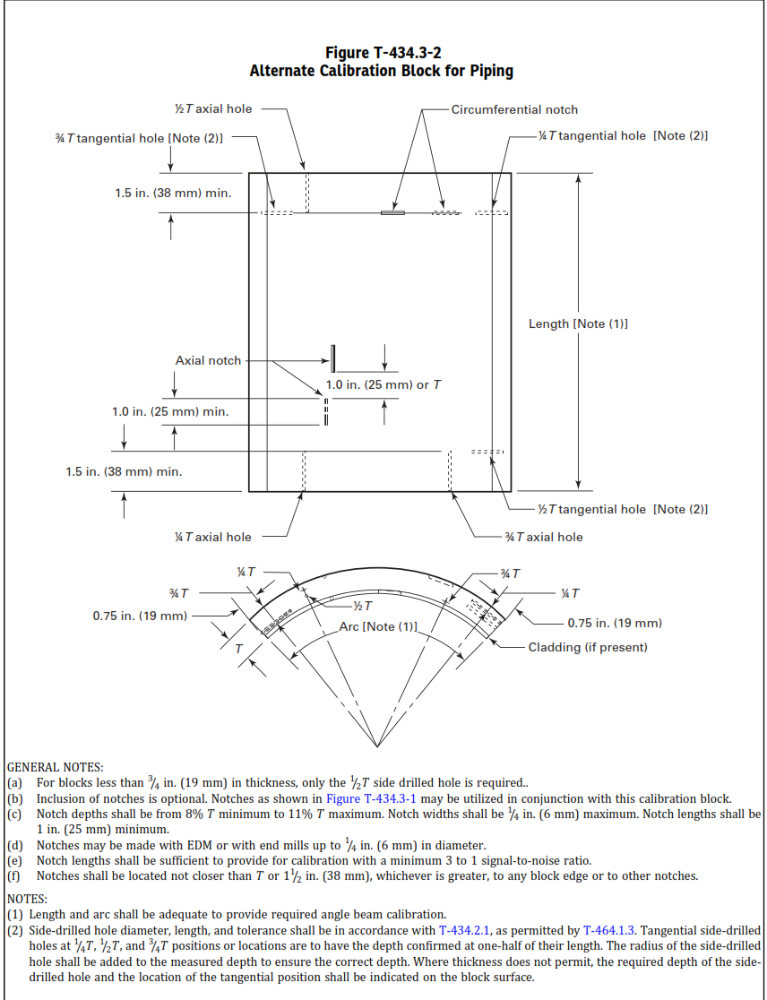 Figure T-434.3-2
Alternate Calibration Block for Piping
½ T axial hole
Circumferential notch
¾ T tangential hole [Note (2)]
¼ T tangential hole [Note (2)]
1.5 in. (38 mm) min.
Length [Note (1)]
Axial notch
1.0 in. (25 mm) or T
1.0 in. (25 mm) min.
1.5 in. (38 mm) min.
½ T tangential hole [Note (2)]
¼ T axial hole
¾ T axial hole
¼ T
¾ T
¾ T
¼ T
½ T
0.75 in. (19 mm)
Arc [Note (1)]
0.75 in. (19 mm)
T
Cladding (if present)
GENERAL NOTES:
(a) For blocks less than 3/4 in. (19 mm) in thickness, only the 1/2T side drilled hole is required..
(b) Inclusion of notches is optional. Notches as shown in Figure T-434.3-1 may be utilized in conjunction with this calibration block.
(c) Notch depths shall be from 8% T minimum to 11% T maximum. Notch widths shall be 1/4 in. (6 mm) maximum. Notch lengths shall be
1 in. (25 mm) minimum.
(d) Notches may be made with EDM or with end mills up to 1/4 in. (6 mm) in diameter.
(e) Notch lengths shall be sufficient to provide for calibration with a minimum 3 to 1 signal-to-noise ratio.
(f) Notches shall be located not closer than T or 11/2 in. (38 mm), whichever is greater, to any block edge or to other notches.
NOTES:
(1) Length and arc shall be adequate to provide required angle beam calibration.
(2) Side-drilled hole diameter, length, and tolerance shall be in accordance with T-434.2.1, as permitted by T-464.1.3. Tangential side-drilled
holes at 1/4T, 1/2T, and 3/4T positions or locations are to have the depth confirmed at one-half of their length. The radius of the side-drilled
hole shall be added to the measured depth to ensure the correct depth. Where thickness does not permit, the required depth of the side-
drilled hole and the location of the tangential position shall be indicated on the block surface.